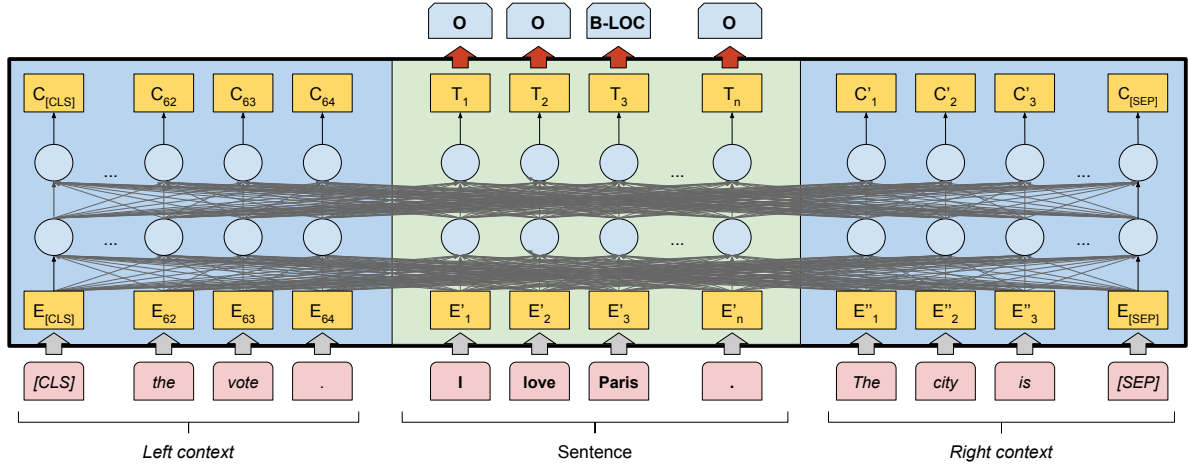 O O B-LOC O
C[CLS] C62 C63 C64 T1 T2 T3 Tn C'1 C'2 C'3 C[SEP]
... ... ...
... ... ...
E[CLS] E62 E63 E64 E'1 E'2 E'3 E'n E''1 E''2 E''3 E[SEP]
[CLS] the vote . I love Paris . The city is [SEP]
Left context Sentence Right context